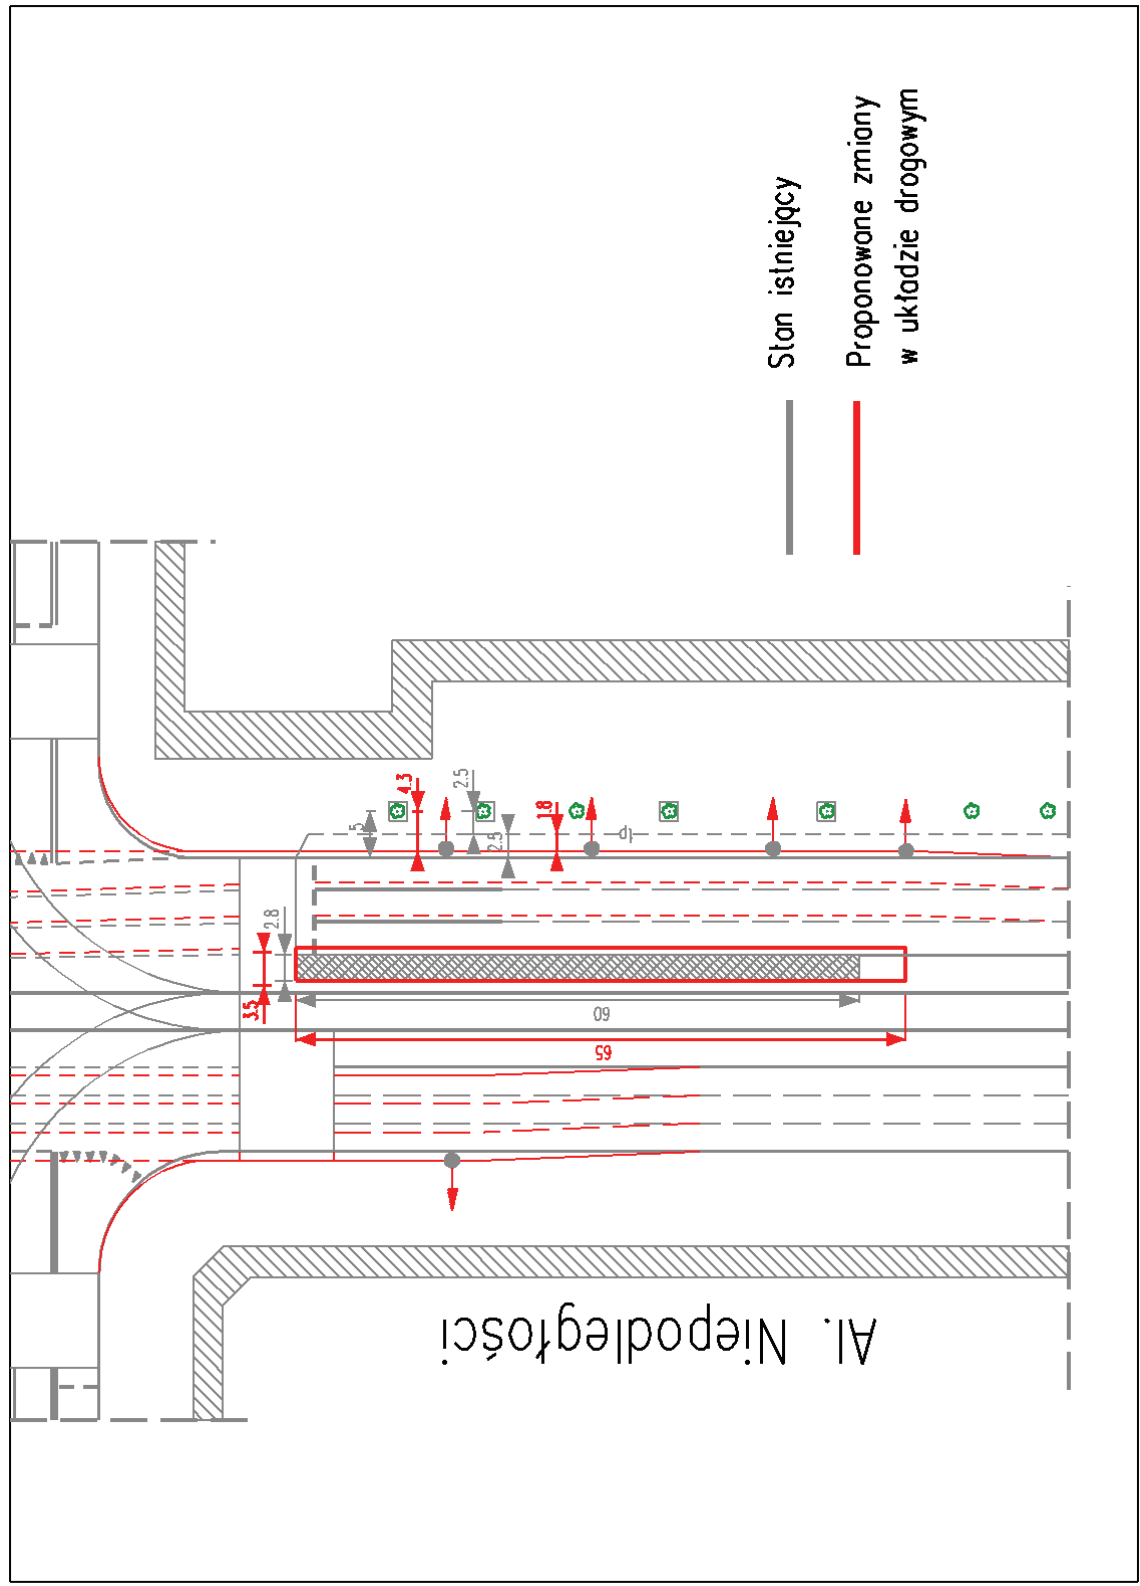 Stan istniejący
Proponowane zmiany
w układzie drogowym
4.3
2.5
5
2.5
1.8
tp
2.8
3.5
60
65
Al. Niepodległości